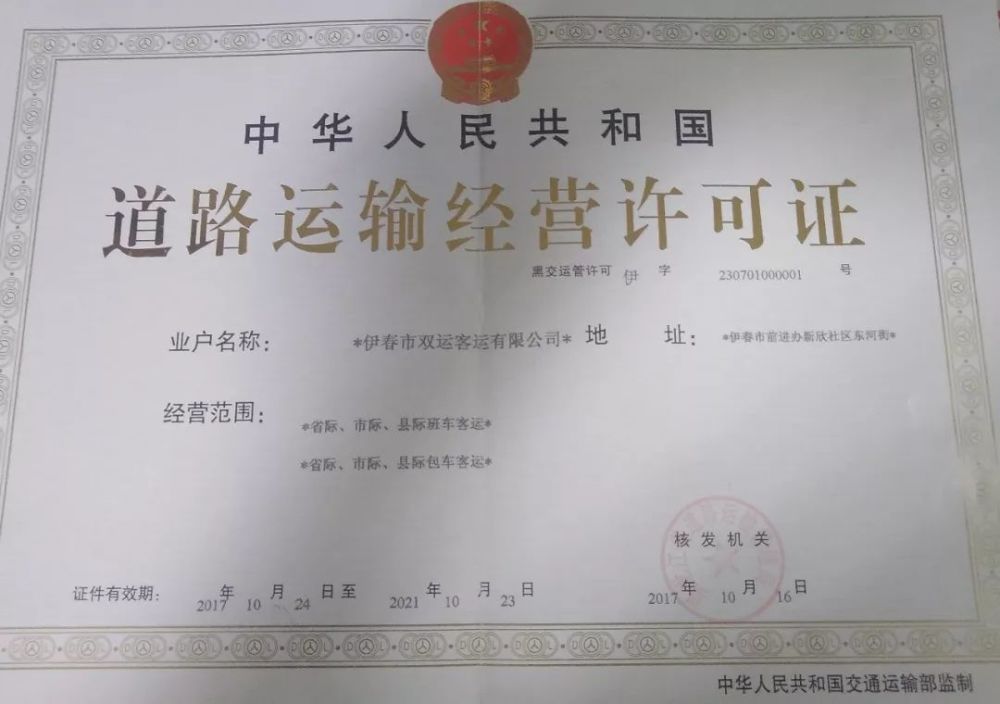 中华人民共和国
道路运输经营许可证
黑交运管许可 伊 字 230701000001 号
业户名称： *伊春市双运客运有限公司* 地 址： *伊春市前进办新欣社区东河街*
经营范围： *省际、市际、县际班车客运*
*省际、市际、县际包车客运*
核发机关
证件有效期： 2017 年 10 月 24 日 至 2021 年 10 月 23 日 2017 年 10 月 16 日
中华人民共和国交通运输部监制